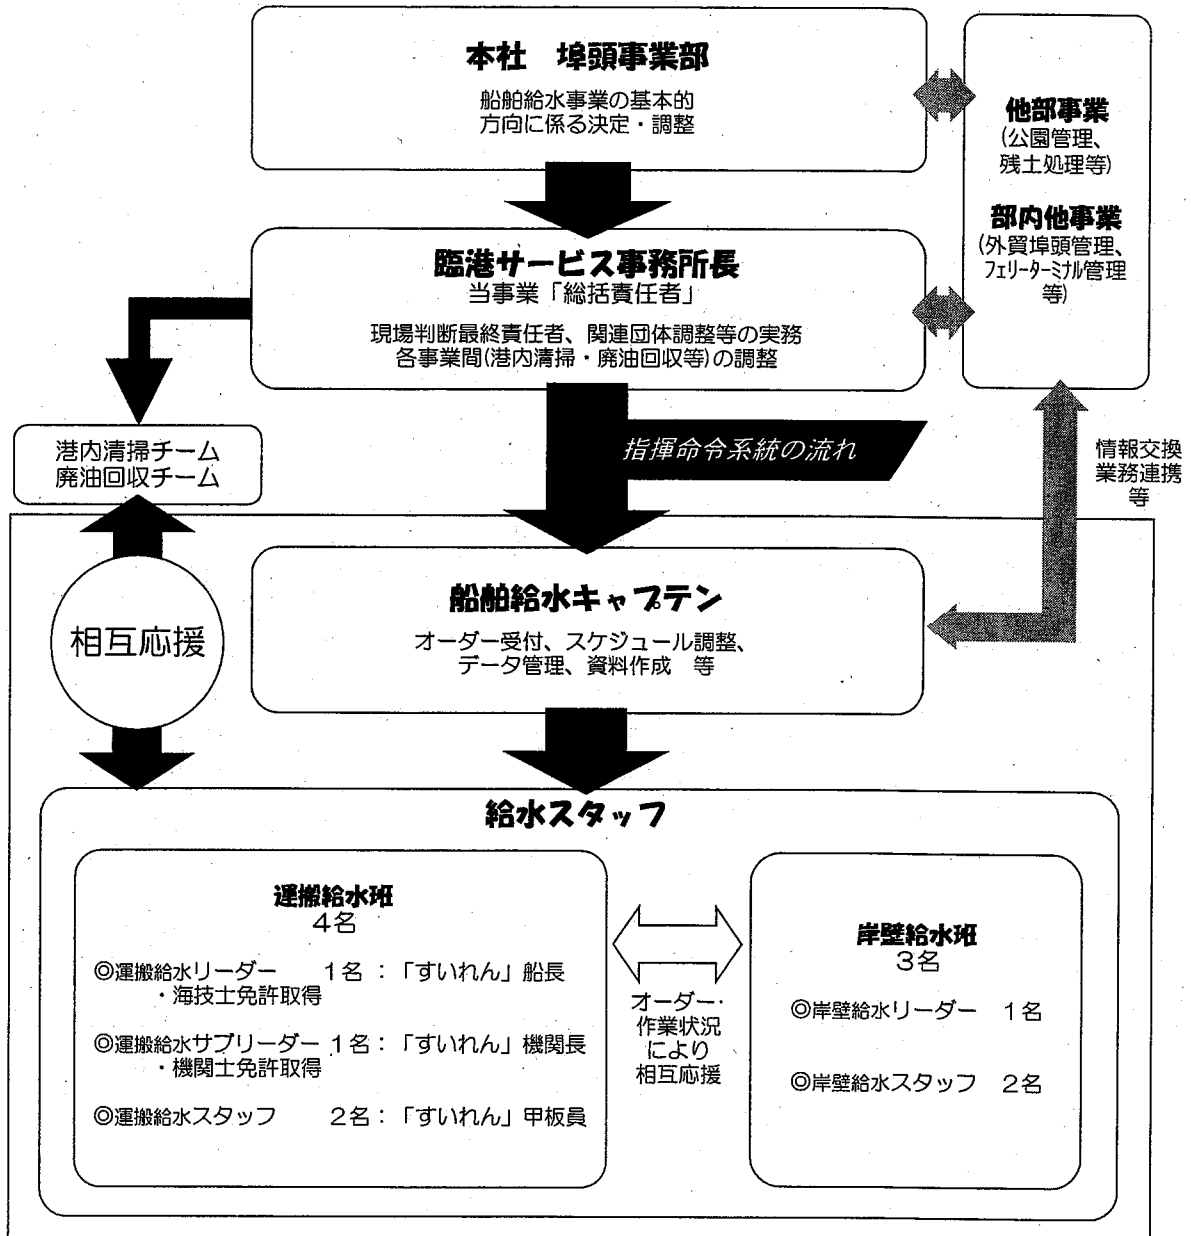 本社　埠頭事業部
船舶給水事業の基本的
方向に係る決定・調整
他部事業
(公園管理、
残土処理等)
部内他事業
(外貿埠頭管理、
フェリーターミナル管理
等)
臨港サービス事務所長
当事業「総括責任者」
現場判断最終責任者、関連団体調整等の実務
各事業間(港内清掃・廃油回収等)の調整
港内清掃チーム
廃油回収チーム
指揮命令系統の流れ
情報交換
業務連携
等
船舶給水キャプテン
オーダー受付、スケジュール調整、
データ管理、資料作成　等
相互応援
給水スタッフ
運搬給水班
４名
◎運搬給水リーダー　１名：「すいれん」船長
・海技士免許取得
◎運搬給水サブリーダー １名：「すいれん」機関長
・機関士免許取得
◎運搬給水スタッフ　２名：「すいれん」甲板員
オーダー・
作業状況
により
相互応援
岸壁給水班
３名
◎岸壁給水リーダー　１名
◎岸壁給水スタッフ　２名